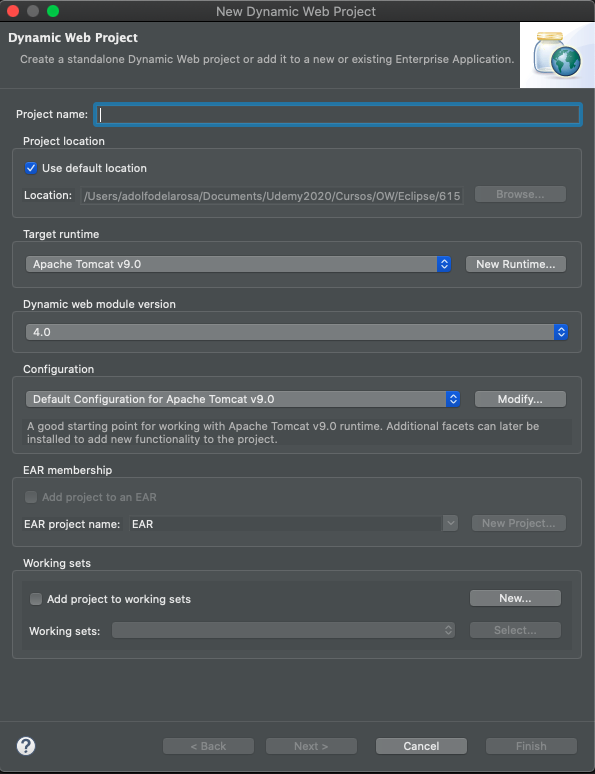 New Dynamic Web Project
Dynamic Web Project
Create a standalone Dynamic Web project or add it to a new or existing Enterprise Application.
Project name:
Project location
Use default location
Location: /Users/adolfodelarosa/Documents/Udemy2020/Cursos/OW/Eclipse/615 Browse...
Target runtime
Apache Tomcat v9.0 New Runtime...
Dynamic web module version
4.0
Configuration
Default Configuration for Apache Tomcat v9.0 Modify...
A good starting point for working with Apache Tomcat v9.0 runtime. Additional facets can later be
installed to add new functionality to the project.
EAR membership
Add project to an EAR
EAR project name: EAR New Project...
Working sets
Add project to working sets New...
Working sets: Select...
? < Back Next > Cancel Finish